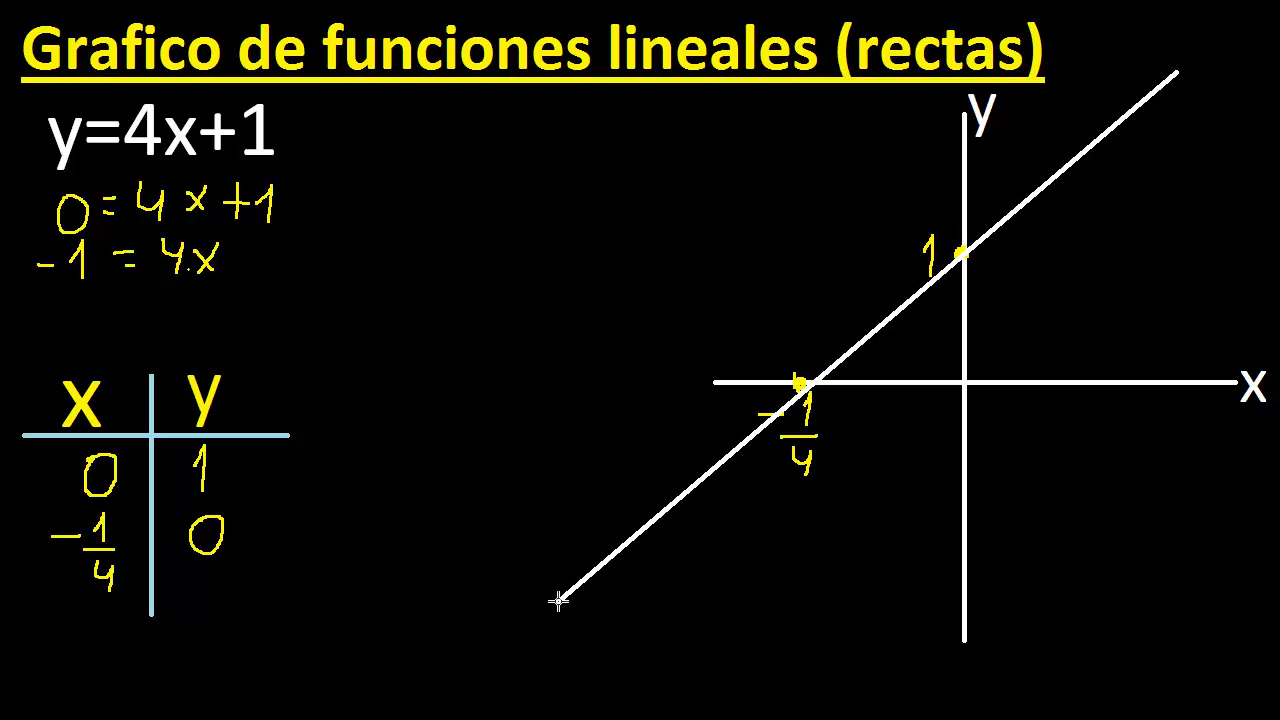 Grafico de funciones lineales (rectas)
y=4x+1
0 = 4x+1
-1 = 4.x
x y
0 1
-1/4 0
y
1
x
-1/4